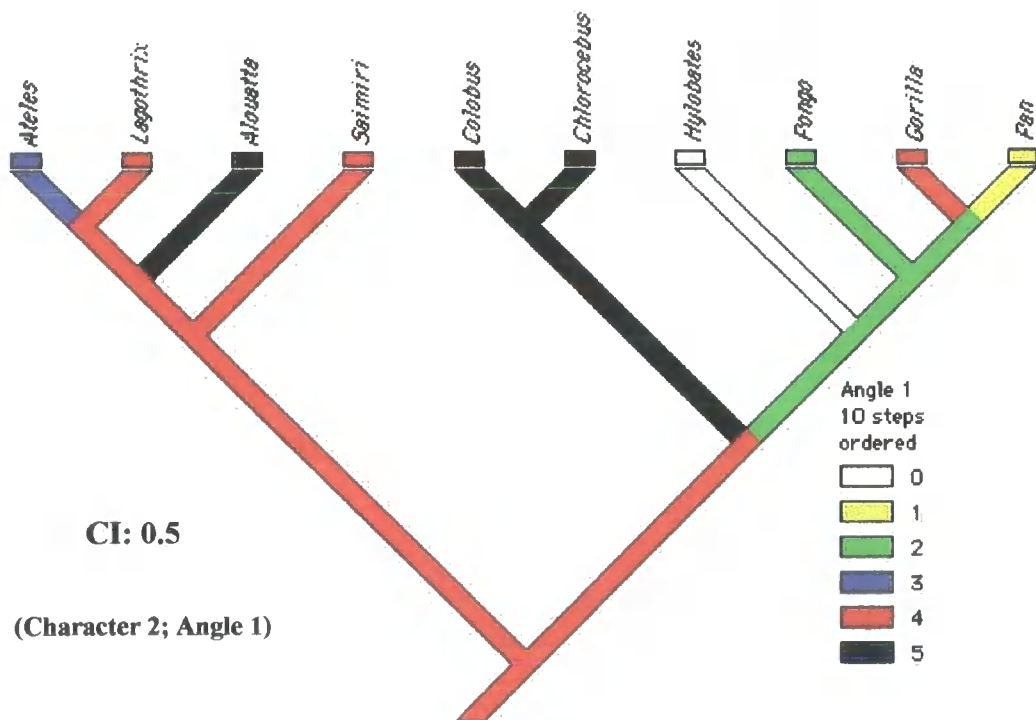 Ateles
Lagothrix
Alouatta
Saimiri
Colobus
Chlorocebus
Hylobates
Pongo
Gorilla
Pan
Angle 1
10 steps
ordered
0
1
2
3
4
5
CI: 0.5
(Character 2; Angle 1)